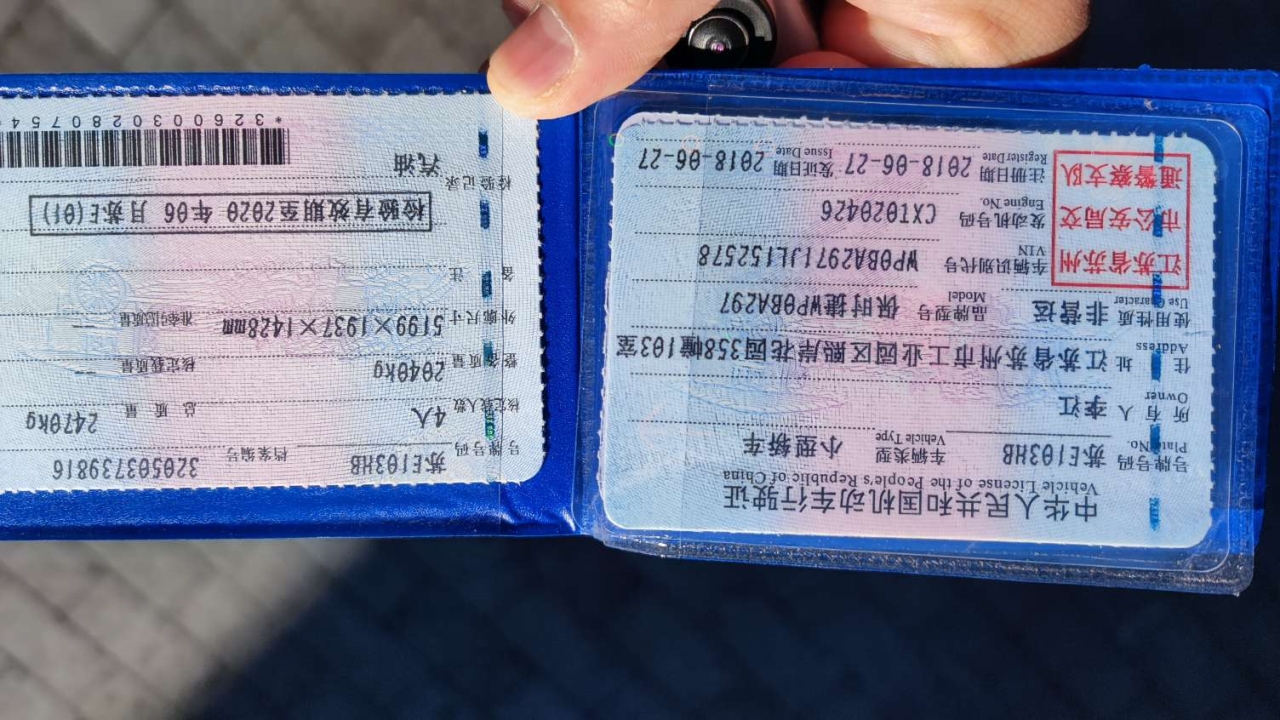 中华人民共和国机动车行驶证
Vehicle License of the People's Republic of China
号牌号码 苏E103HB 车辆类型 小型轿车
Plate No. Vehicle Type
所有人 李江
Owner
住址 江苏省苏州市工业园区熙岸花园358幢103室
Address
使用性质 非营运 品牌型号 保时捷WP0BA297
Use Character Model
江苏省苏州
市公安局交
通警察支队
车辆识别代号 WP0BA2971JL152578
VIN
发动机号码 CXT020426
Engine No.
注册日期 2018-06-27 发证日期 2018-06-27
Register Date Issue Date
号牌号码 苏E103HB 档案编号 320503739816
核定载人数 4人 总质量 2470kg
整备质量 2040kg 核定载质量 --
外廓尺寸 5199×1937×1428mm 准牵引总质量 --
备注
检验有效期至2020年06月苏E(01)
检验记录
汽油
*3260030280754